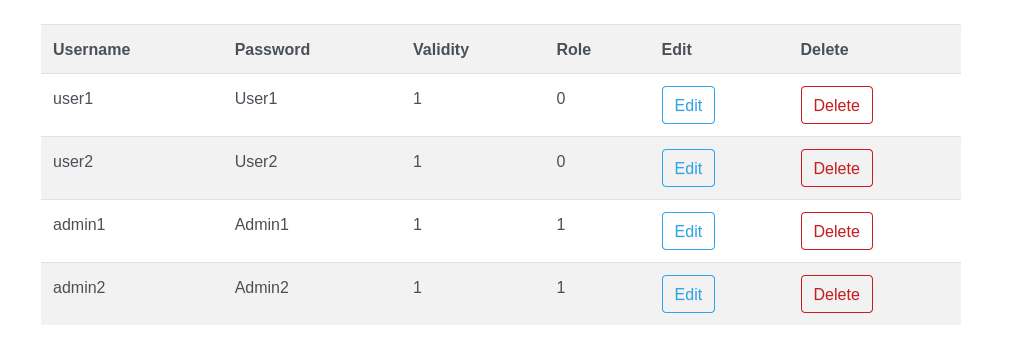 Username Password Validity Role Edit Delete
user1 User1 1 0 Edit Delete
user2 User2 1 0 Edit Delete
admin1 Admin1 1 1 Edit Delete
admin2 Admin2 1 1 Edit Delete